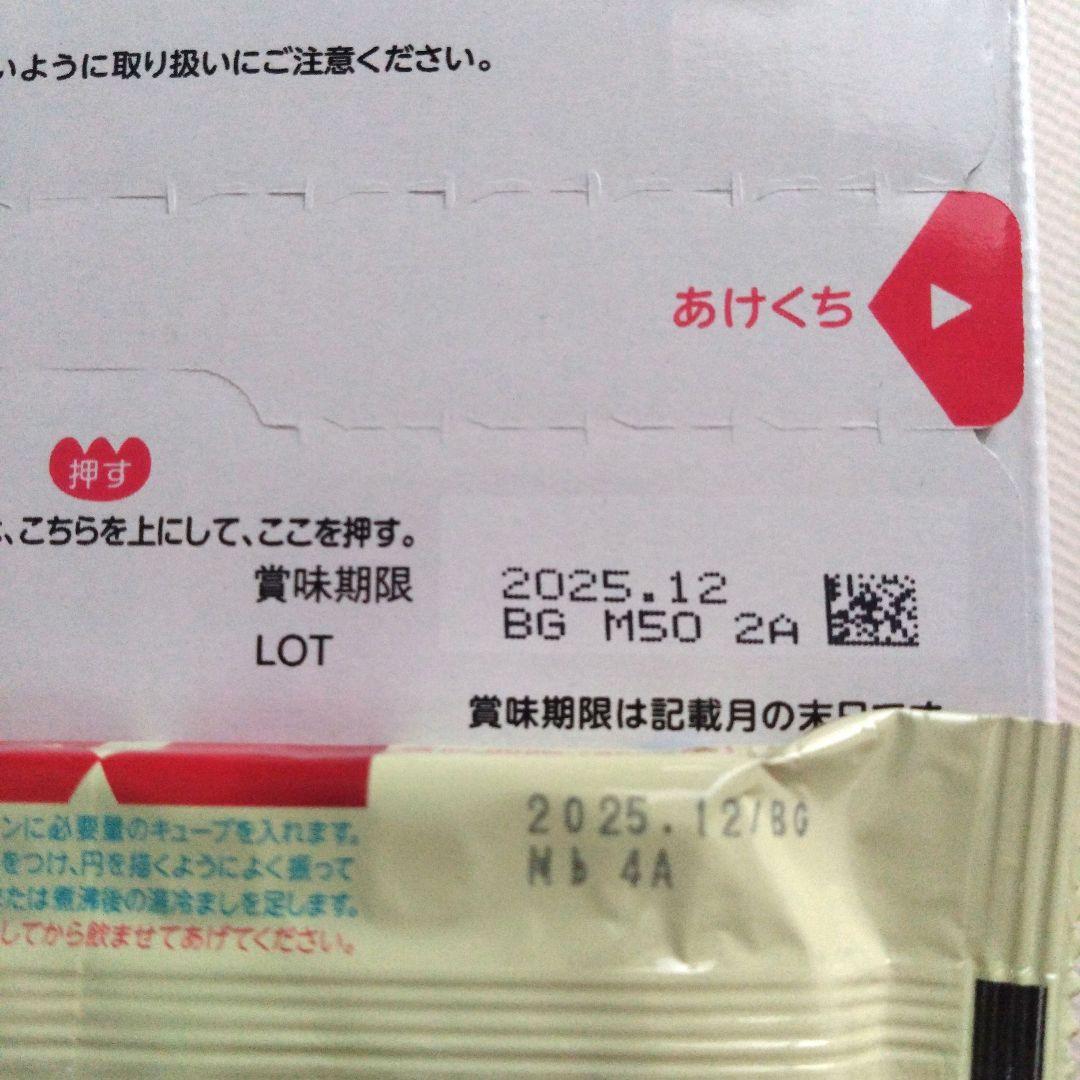 いように取り扱いにご注意ください。
あけくち
押す
、こちらを上にして、ここを押す。
賞味期限 2025.12
LOT BG M50 2A
賞味期限は記載月の末日です
2025.12/BG
4A
ンに必要量のキューブを入れます。
をつけ、円を描くようによく振って
または煮沸後の湯冷ましを足します。
してから飲ませてあげてください。